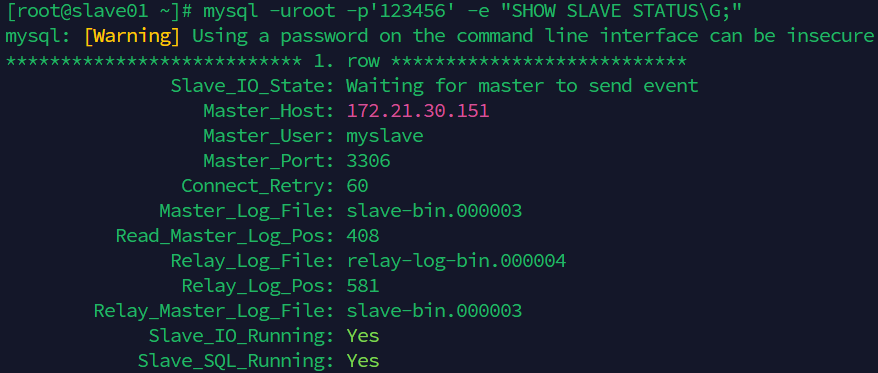 [root@slave01 ~]# mysql -uroot -p'123456' -e "SHOW SLAVE STATUS\G;"
mysql: [Warning] Using a password on the command line interface can be insecure
*************************** 1. row ***************************
Slave_IO_State: Waiting for master to send event
Master_Host: 172.21.30.151
Master_User: myslave
Master_Port: 3306
Connect_Retry: 60
Master_Log_File: slave-bin.000003
Read_Master_Log_Pos: 408
Relay_Log_File: relay-log-bin.000004
Relay_Log_Pos: 581
Relay_Master_Log_File: slave-bin.000003
Slave_IO_Running: Yes
Slave_SQL_Running: Yes